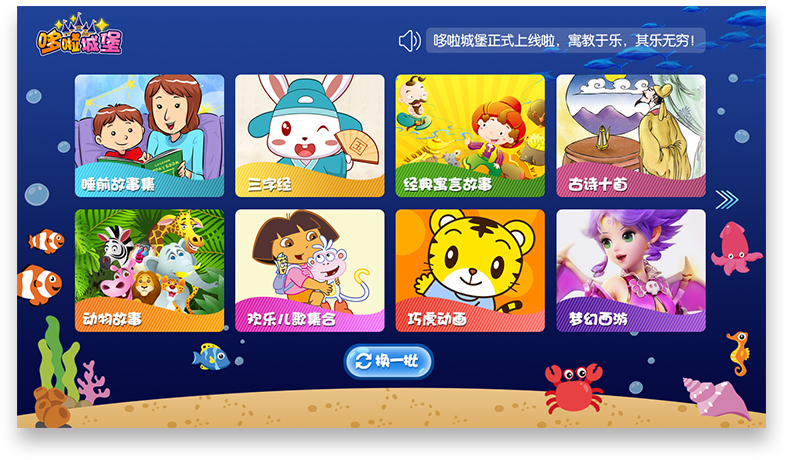 哆啦城堡
哆啦城堡正式上线啦，寓教于乐，其乐无穷！
国
睡前故事集
三字经
经典寓言故事
古诗十首
动物故事
欢乐儿歌集合
巧虎动画
梦幻西游
换一批